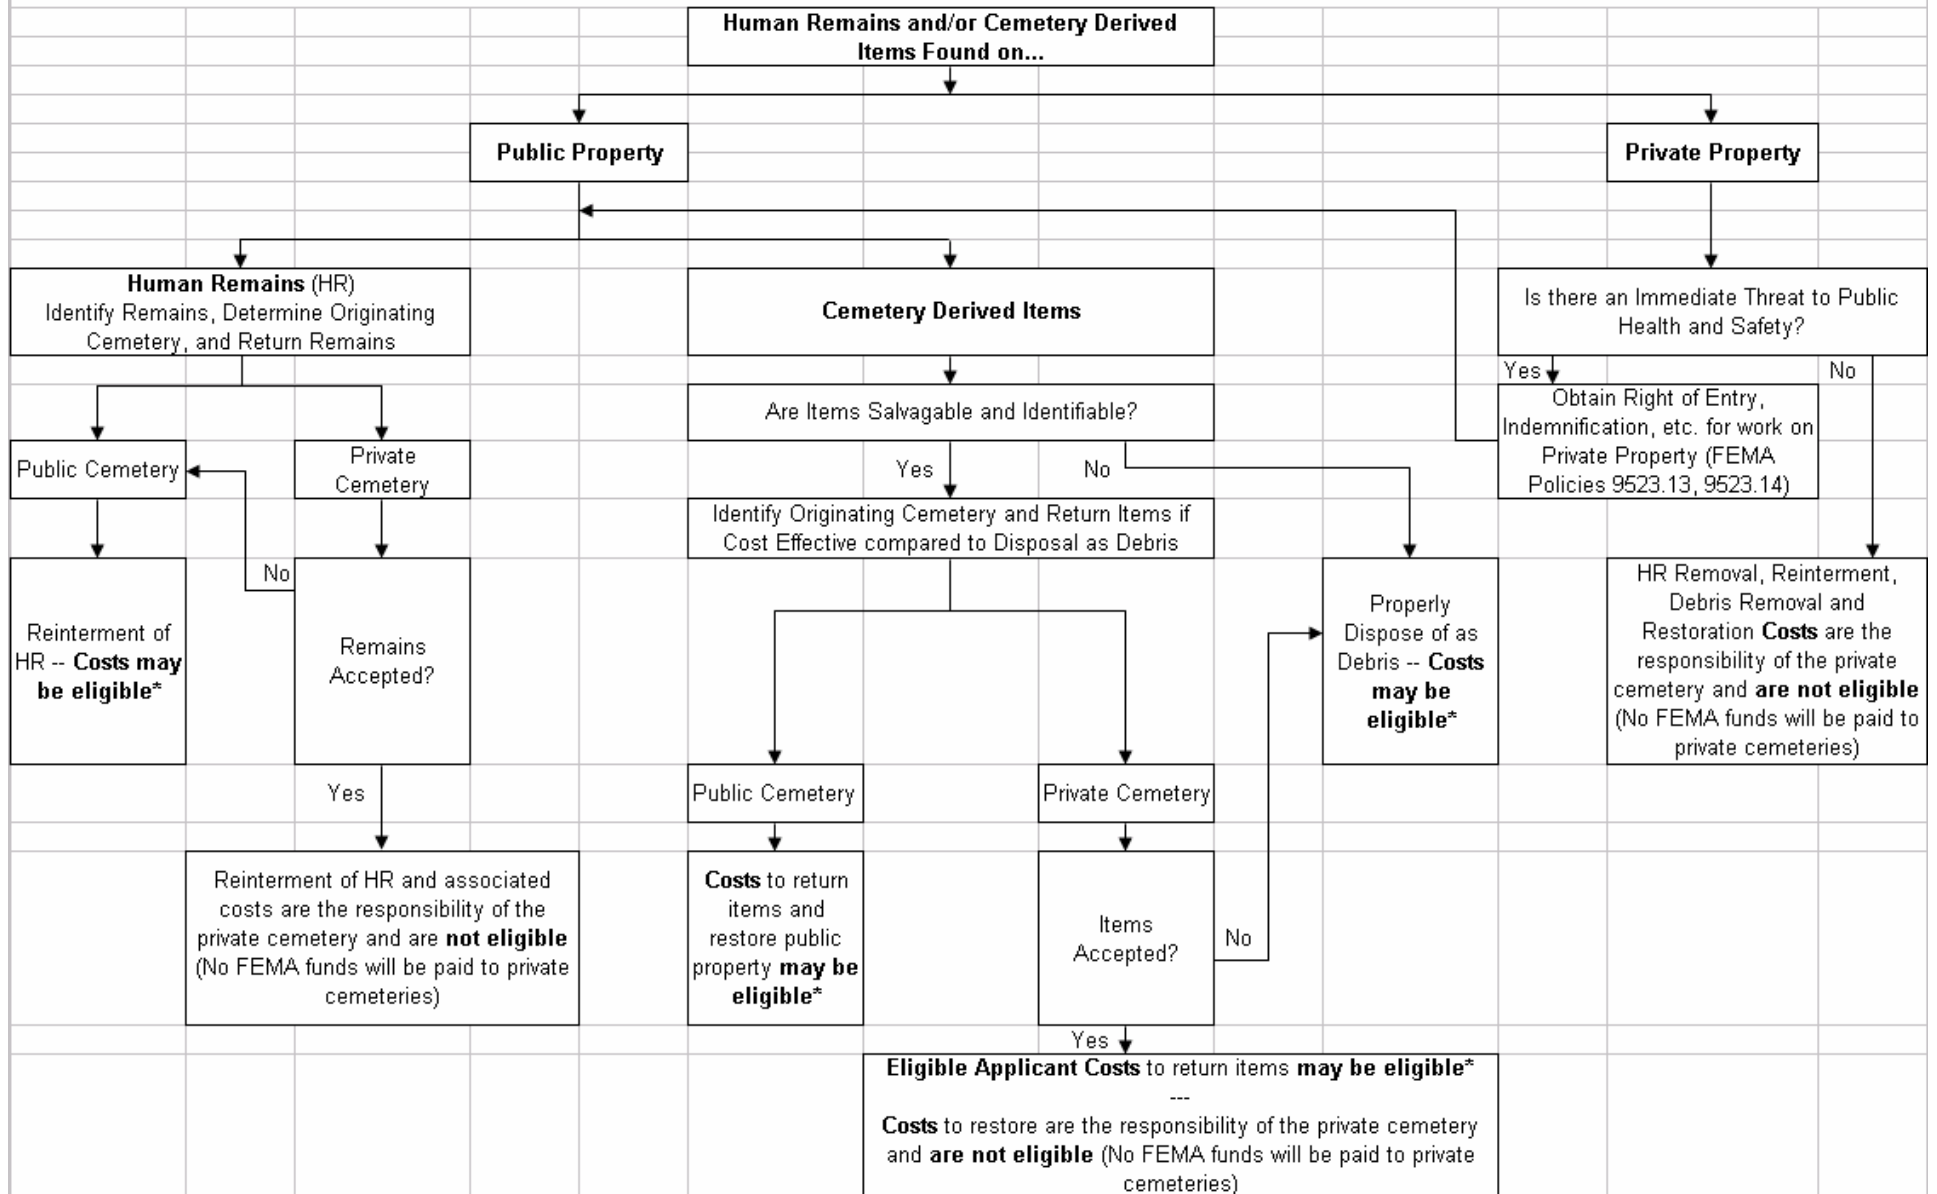 Human Remains and/or Cemetery Derived
Items Found on...
Public Property
Private Property
Human Remains (HR)
Identify Remains, Determine Originating
Cemetery, and Return Remains
Cemetery Derived Items
Is there an Immediate Threat to Public
Health and Safety?
Yes
No
Are Items Salvagable and Identifiable?
Obtain Right of Entry,
Indemnification, etc. for work on
Private Property (FEMA
Policies 9523.13, 9523.14)
Public Cemetery
Private
Cemetery
Yes
No
Identify Originating Cemetery and Return Items if
Cost Effective compared to Disposal as Debris
No
Reinterment of
HR -- Costs may
be eligible*
Remains
Accepted?
Properly
Dispose of as
Debris -- Costs
may be
eligible*
HR Removal, Reinterment,
Debris Removal and
Restoration Costs are the
responsibility of the private
cemetery and are not eligible
(No FEMA funds will be paid to
private cemeteries)
Yes
Public Cemetery
Private Cemetery
Reinterment of HR and associated
costs are the responsibility of the
private cemetery and are not eligible
(No FEMA funds will be paid to private
cemeteries)
Costs to return
items and
restore public
property may be
eligible*
Items
Accepted?
No
Yes
Eligible Applicant Costs to return items may be eligible*
---
Costs to restore are the responsibility of the private cemetery
and are not eligible (No FEMA funds will be paid to private
cemeteries)